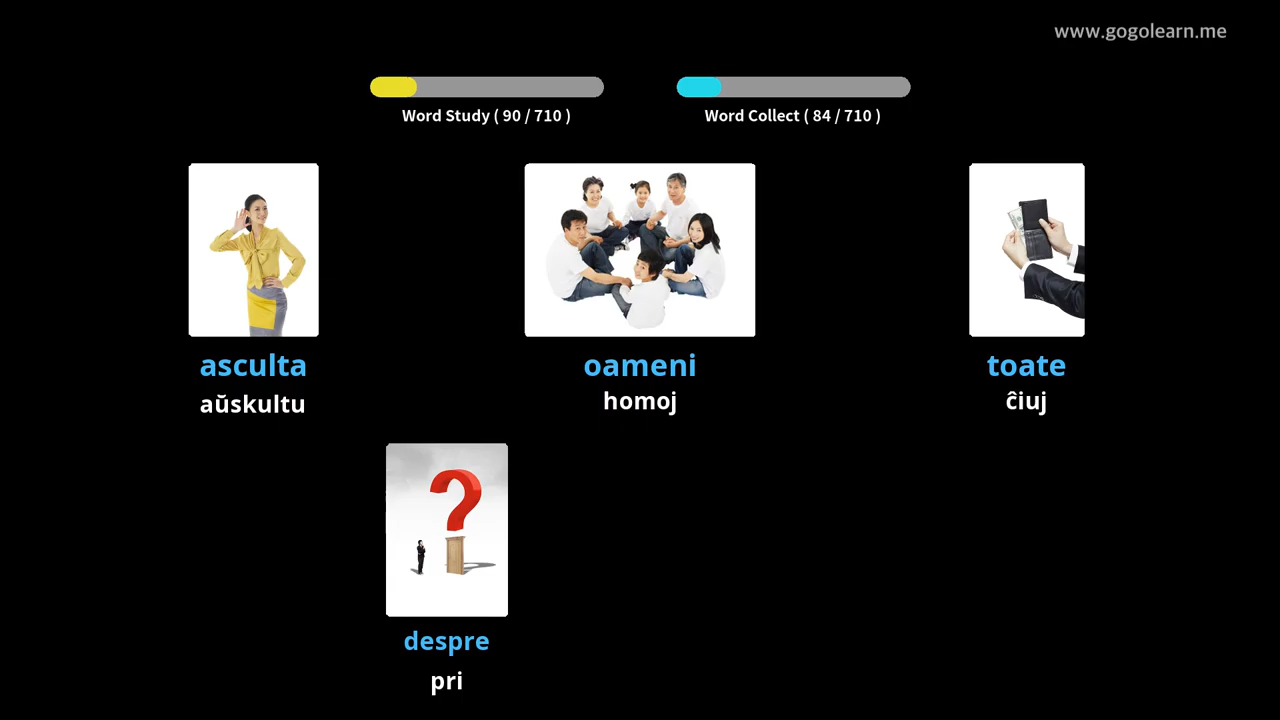 www.gogolearn.me
Word Study ( 90 / 710 )
Word Collect ( 84 / 710 )
asculta
aŭskultu
oameni
homoj
toate
ĉiuj
despre
pri